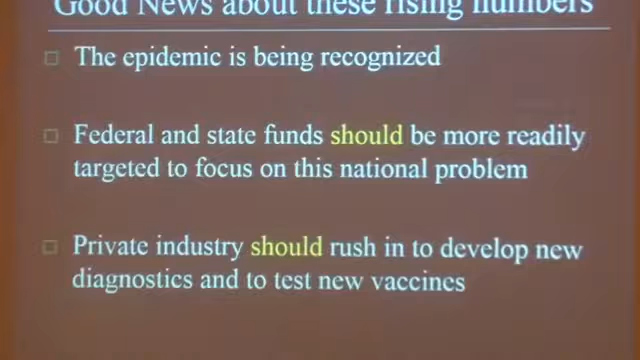 Good News about these rising numbers
The epidemic is being recognized
Federal and state funds should be more readily
targeted to focus on this national problem
Private industry should rush in to develop new
diagnostics and to test new vaccines